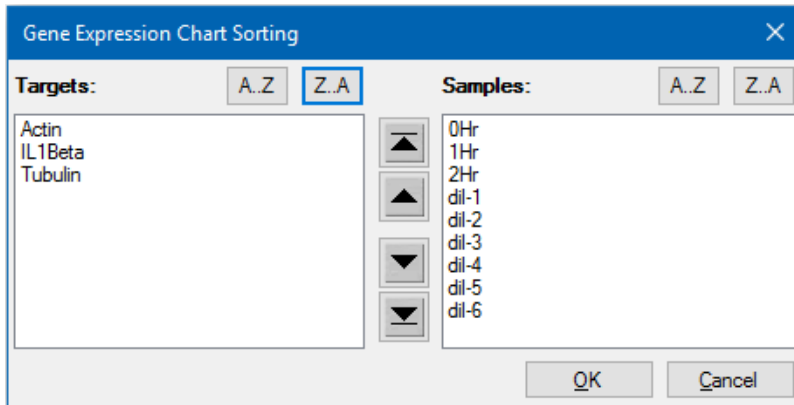 Gene Expression Chart Sorting
Targets: A..Z Z..A Samples: A..Z Z..A
Actin
IL1Beta
Tubulin
0Hr
1Hr
2Hr
dil-1
dil-2
dil-3
dil-4
dil-5
dil-6
OK Cancel